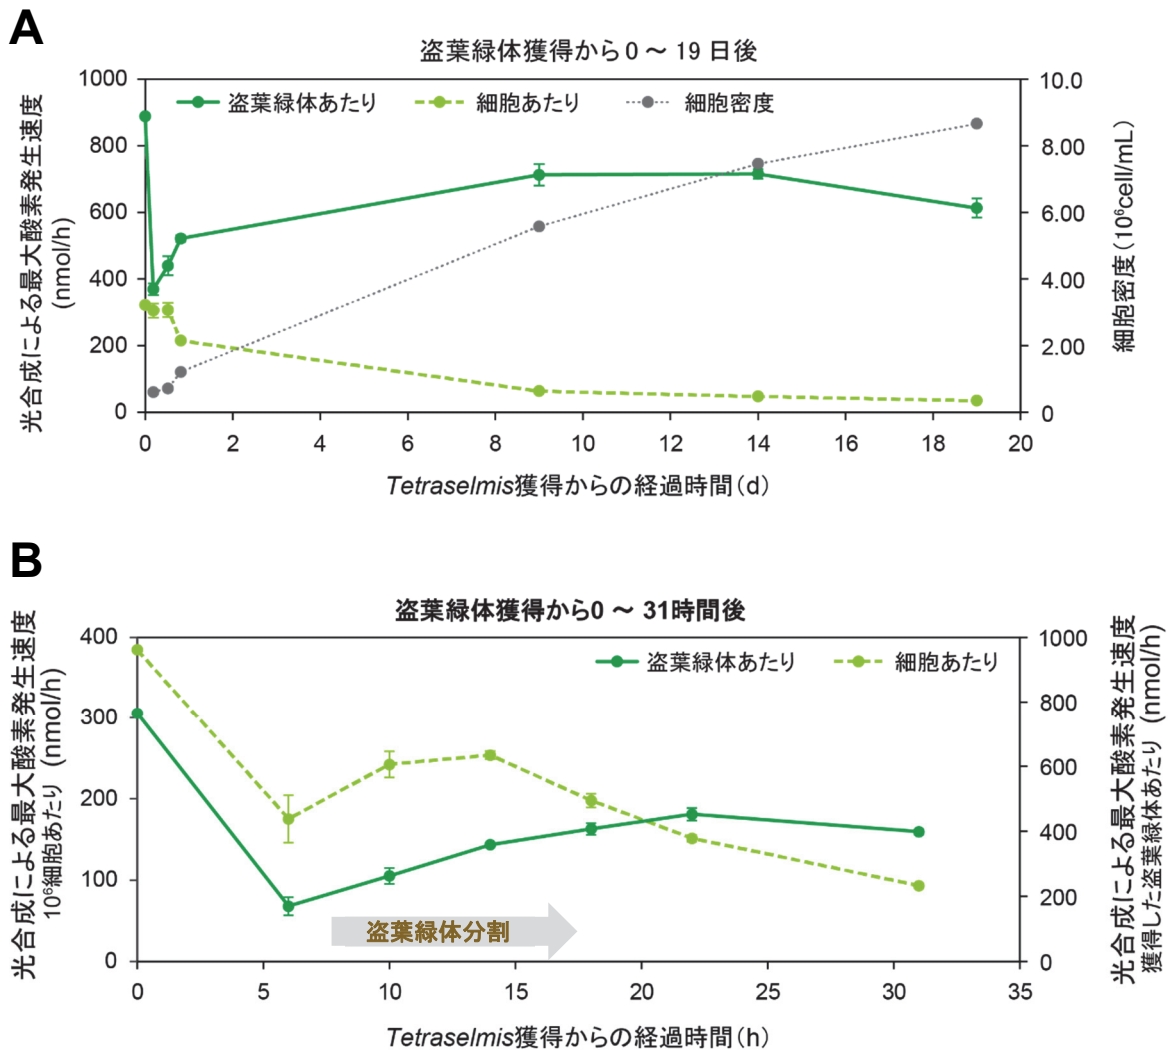 A
盗葉緑体獲得から0 ～ 19 日後
盗葉緑体あたり
細胞あたり
細胞密度
光合成による最大酸素発生速度
(nmol/h)
1000
800
600
400
200
0
10.0
8.00
6.00
4.00
2.00
0
細胞密度(10⁶cell/mL)
0 2 4 6 8 10 12 14 16 18 20
Tetraselmis獲得からの経過時間(d)
B
盗葉緑体獲得から0 ～ 31時間後
盗葉緑体あたり
細胞あたり
光合成による最大酸素発生速度
10⁶細胞あたり (nmol/h)
400
300
200
100
0
盗葉緑体分割
1000
800
600
400
200
0
光合成による最大酸素発生速度
獲得した盗葉緑体あたり (nmol/h)
0 5 10 15 20 25 30 35
Tetraselmis獲得からの経過時間(h)